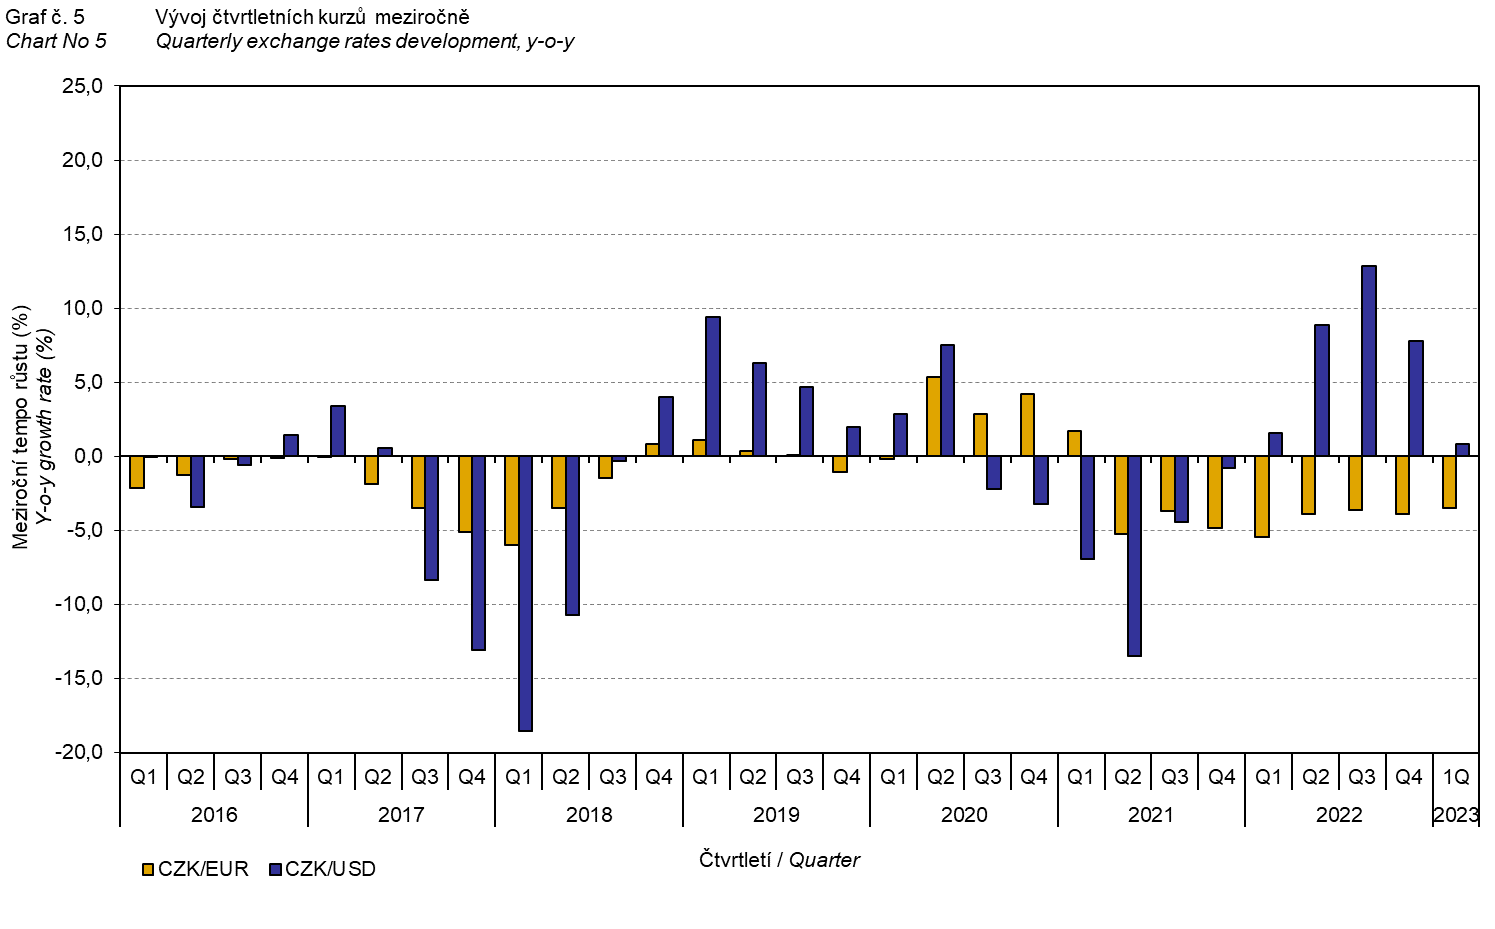 Graf č. 5 Vývoj čtvrtletních kurzů meziročně
Chart No 5 Quarterly exchange rates development, y-o-y
Meziroční tempo růstu (%)
Y-o-y growth rate (%)
25,0
20,0
15,0
10,0
5,0
0,0
-5,0
-10,0
-15,0
-20,0
Q1 Q2 Q3 Q4 Q1 Q2 Q3 Q4 Q1 Q2 Q3 Q4 Q1 Q2 Q3 Q4 Q1 Q2 Q3 Q4 Q1 Q2 Q3 Q4 Q1 Q2 Q3 Q4 1Q
2016 2017 2018 2019 2020 2021 2022 2023
Čtvrtletí / Quarter
CZK/EUR CZK/USD